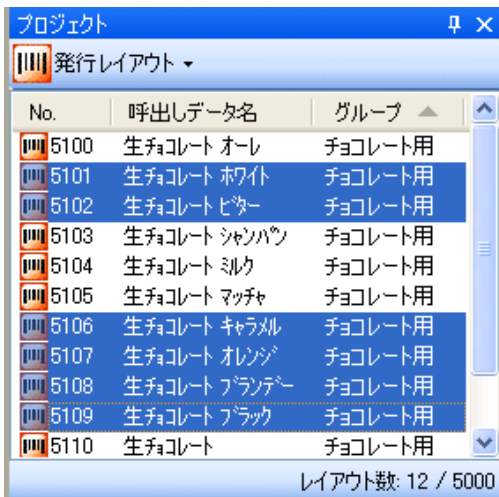 プロジェクト
発行レイアウト
No. 呼出しデータ名 グループ
5100 生ﾁｮｺﾚｰﾄ ｵｰﾚ チョコレート用
5101 生ﾁｮｺﾚｰﾄ ﾎﾜｲﾄ チョコレート用
5102 生ﾁｮｺﾚｰﾄ ﾋﾞﾀｰ チョコレート用
5103 生ﾁｮｺﾚｰﾄ ｼｬﾝﾊﾟﾝ チョコレート用
5104 生ﾁｮｺﾚｰﾄ ﾐﾙｸ チョコレート用
5105 生ﾁｮｺﾚｰﾄ ﾏｯﾁｬ チョコレート用
5106 生ﾁｮｺﾚｰﾄ ｷｬﾗﾒﾙ チョコレート用
5107 生ﾁｮｺﾚｰﾄ ｵﾚﾝｼﾞ チョコレート用
5108 生ﾁｮｺﾚｰﾄ ﾌﾞﾗﾝﾃﾞｰ チョコレート用
5109 生ﾁｮｺﾚｰﾄ ﾌﾞﾗｯｸ チョコレート用
5110 生ﾁｮｺﾚｰﾄ チョコレート用
レイアウト数: 12 / 5000